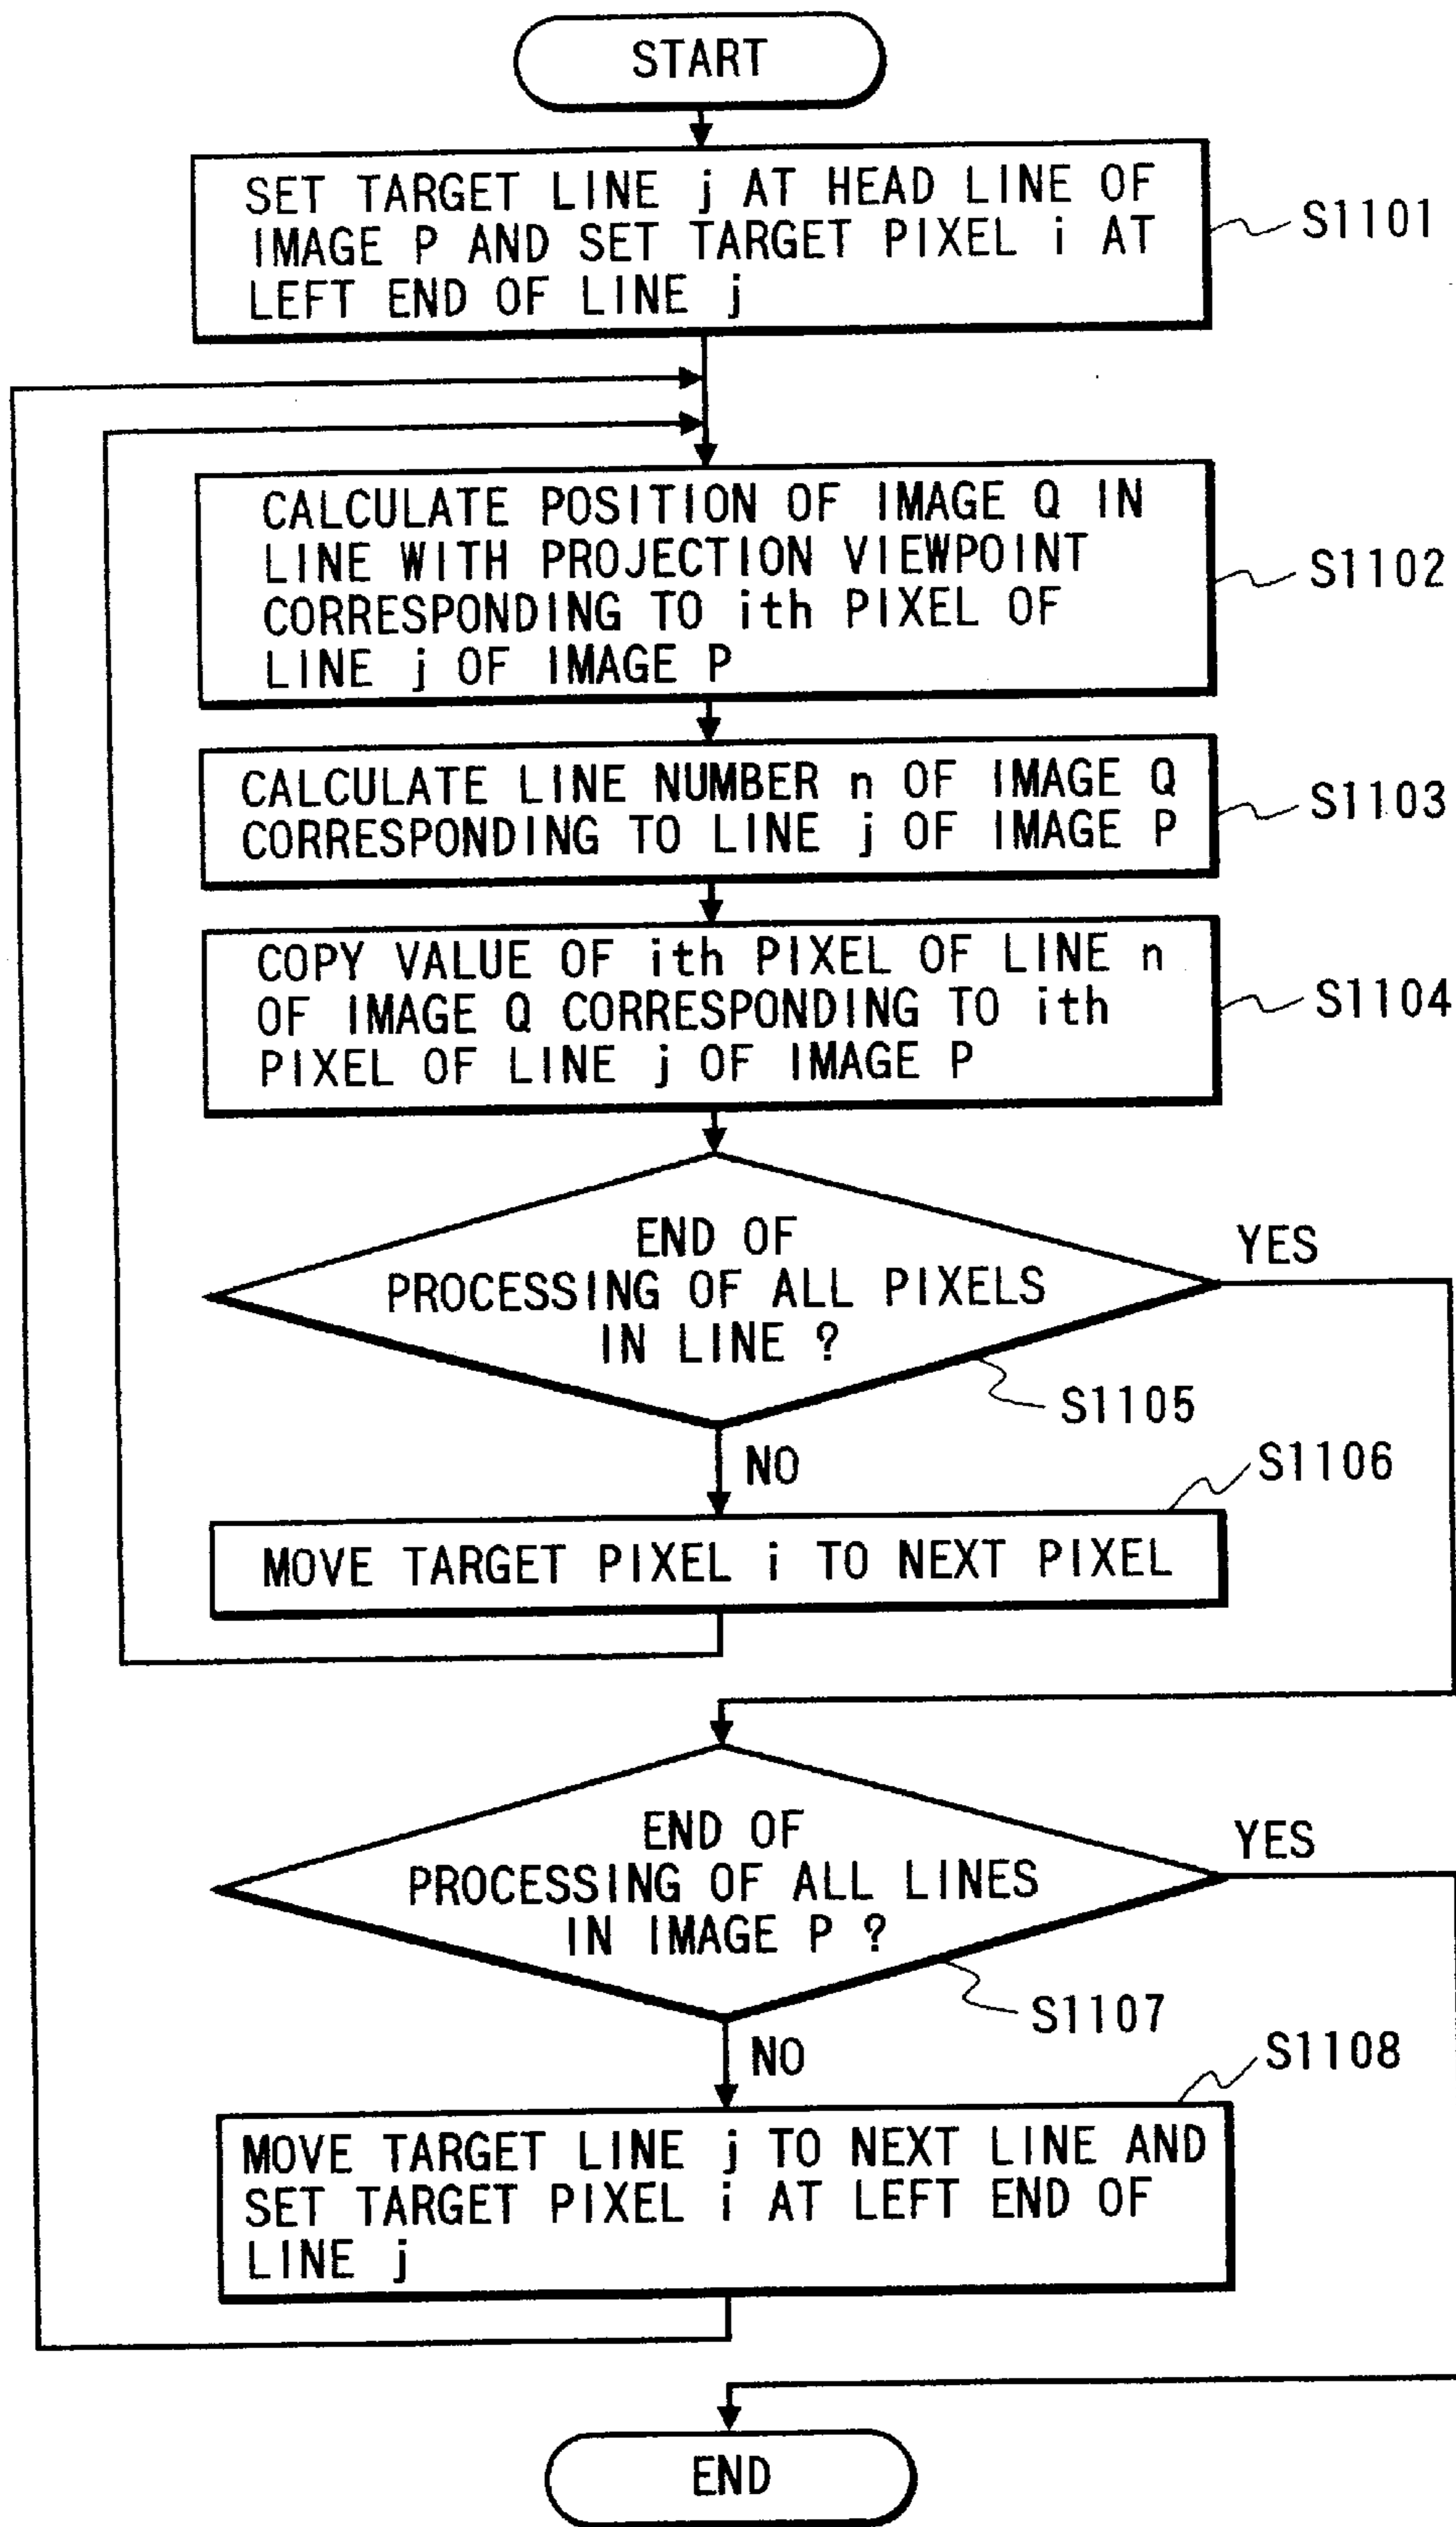 START
SET TARGET LINE j AT HEAD LINE OF
IMAGE P AND SET TARGET PIXEL i AT
LEFT END OF LINE j
S1101
CALCULATE POSITION OF IMAGE Q IN
LINE WITH PROJECTION VIEWPOINT
CORRESPONDING TO ith PIXEL OF
LINE j OF IMAGE P
S1102
CALCULATE LINE NUMBER n OF IMAGE Q
CORRESPONDING TO LINE j OF IMAGE P
S1103
COPY VALUE OF ith PIXEL OF LINE n
OF IMAGE Q CORRESPONDING TO ith
PIXEL OF LINE j OF IMAGE P
S1104
END OF
PROCESSING OF ALL PIXELS
IN LINE ?
YES
S1105
NO
S1106
MOVE TARGET PIXEL i TO NEXT PIXEL
END OF
PROCESSING OF ALL LINES
IN IMAGE P ?
YES
S1107
NO
S1108
MOVE TARGET LINE j TO NEXT LINE AND
SET TARGET PIXEL i AT LEFT END OF
LINE j
END